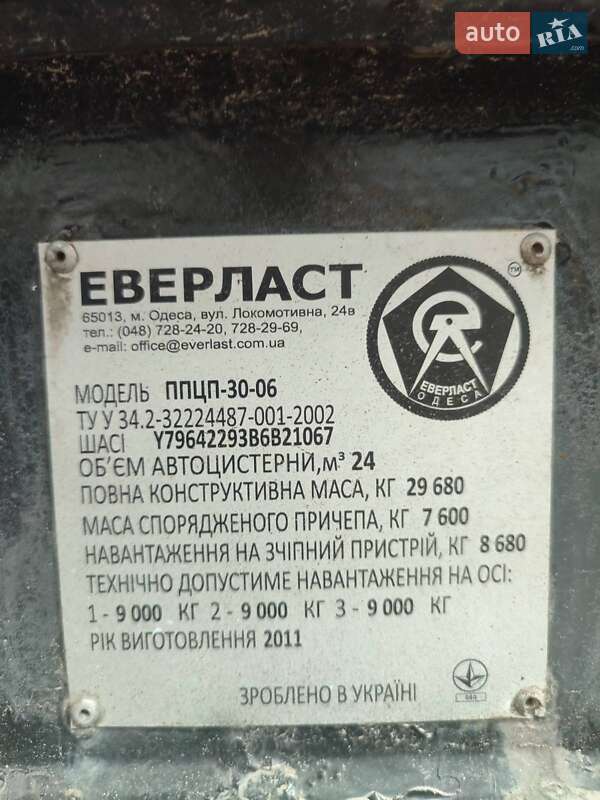 auto RIA.com
ЕВЕРЛАСТ
65013, м. Одеса, вул. Локомотивна, 24в
тел.: (048) 728-24-20, 728-29-69,
e-mail: office@everlast.com.ua
ЕВЕРЛАСТ
ОДЕСА
ТМ
МОДЕЛЬ ППЦП-30-06
ТУ У 34.2-32224487-001-2002
ШАСІ Y79642293B6B21067
ОБ'ЄМ АВТОЦИСТЕРНИ, м³ 24
ПОВНА КОНСТРУКТИВНА МАСА, КГ 29 680
МАСА СПОРЯДЖЕНОГО ПРИЧЕПА, КГ 7 600
НАВАНТАЖЕННЯ НА ЗЧІПНИЙ ПРИСТРІЙ, КГ 8 680
ТЕХНІЧНО ДОПУСТИМЕ НАВАНТАЖЕННЯ НА ОСІ:
1 - 9 000 КГ 2 - 9 000 КГ 3 - 9 000 КГ
РІК ВИГОТОВЛЕННЯ 2011
ЗРОБЛЕНО В УКРАЇНІ